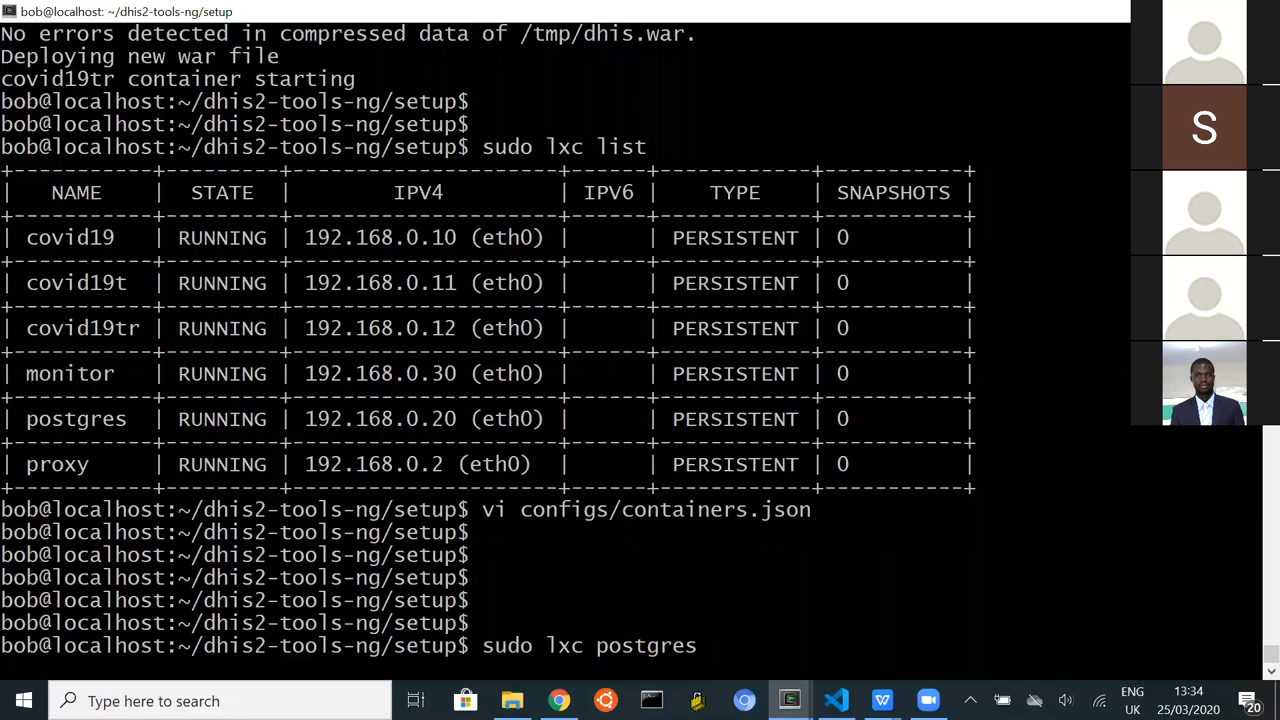 bob@localhost: ~/dhis2-tools-ng/setup
No errors detected in compressed data of /tmp/dhis.war.
Deploying new war file
covid19tr container starting
bob@localhost:~/dhis2-tools-ng/setup$
bob@localhost:~/dhis2-tools-ng/setup$
bob@localhost:~/dhis2-tools-ng/setup$ sudo lxc list
+-----------+---------+---------------------+------+------------+-----------+
| NAME | STATE | IPV4 | IPV6 | TYPE | SNAPSHOTS |
+-----------+---------+---------------------+------+------------+-----------+
| covid19 | RUNNING | 192.168.0.10 (eth0) | | PERSISTENT | 0 |
+-----------+---------+---------------------+------+------------+-----------+
| covid19t | RUNNING | 192.168.0.11 (eth0) | | PERSISTENT | 0 |
+-----------+---------+---------------------+------+------------+-----------+
| covid19tr | RUNNING | 192.168.0.12 (eth0) | | PERSISTENT | 0 |
+-----------+---------+---------------------+------+------------+-----------+
| monitor | RUNNING | 192.168.0.30 (eth0) | | PERSISTENT | 0 |
+-----------+---------+---------------------+------+------------+-----------+
| postgres | RUNNING | 192.168.0.20 (eth0) | | PERSISTENT | 0 |
+-----------+---------+---------------------+------+------------+-----------+
| proxy | RUNNING | 192.168.0.2 (eth0) | | PERSISTENT | 0 |
+-----------+---------+---------------------+------+------------+-----------+
bob@localhost:~/dhis2-tools-ng/setup$ vi configs/containers.json
bob@localhost:~/dhis2-tools-ng/setup$
bob@localhost:~/dhis2-tools-ng/setup$
bob@localhost:~/dhis2-tools-ng/setup$
bob@localhost:~/dhis2-tools-ng/setup$
bob@localhost:~/dhis2-tools-ng/setup$
bob@localhost:~/dhis2-tools-ng/setup$ sudo lxc postgres
S
Type here to search
ENG
UK
13:34
25/03/2020
20